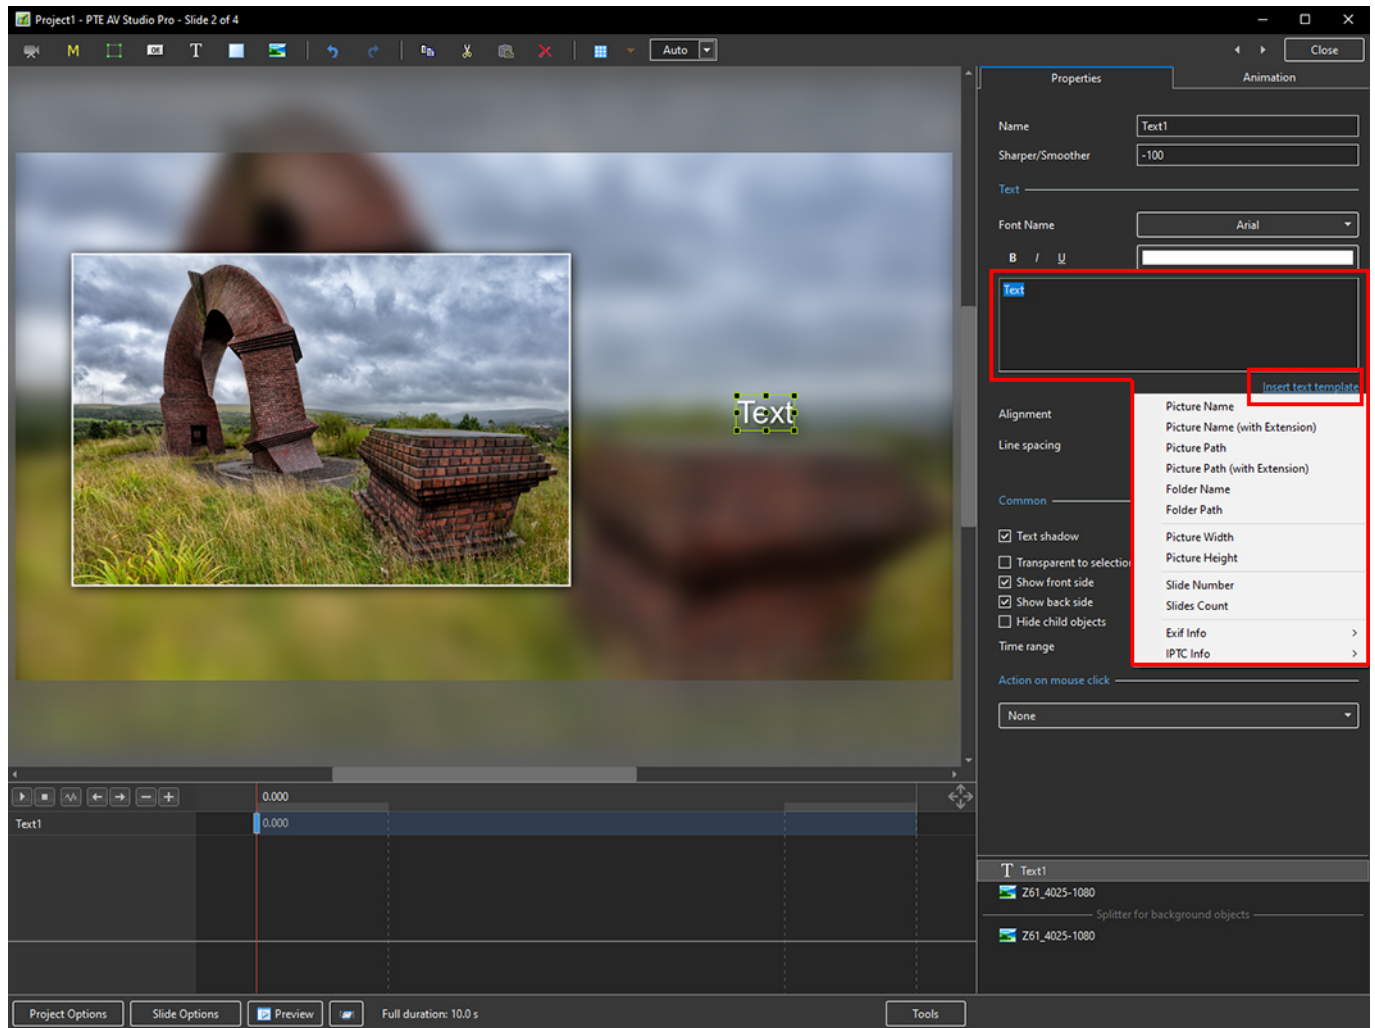 Project1 - PTE AV Studio Pro - Slide 2 of 4
M OK T Auto Close
Properties Animation
Name Text1
Sharper/Smoother -100
Text
Font Name Arial
B I U
Text
Insert text template
Picture Name
Alignment
Picture Name (with Extension)
Line spacing
Picture Path
Picture Path (with Extension)
Folder Name
Common
Folder Path
Text shadow
Picture Width
Transparent to selection
Picture Height
Show front side
Slide Number
Show back side
Slides Count
Hide child objects
Exif Info
Time range
IPTC Info
Action on mouse click
None
Text
0.000
Text1 0.000
T Text1
Z61_4025-1080
Splitter for background objects
Z61_4025-1080
Project Options Slide Options Preview Full duration: 10.0 s Tools